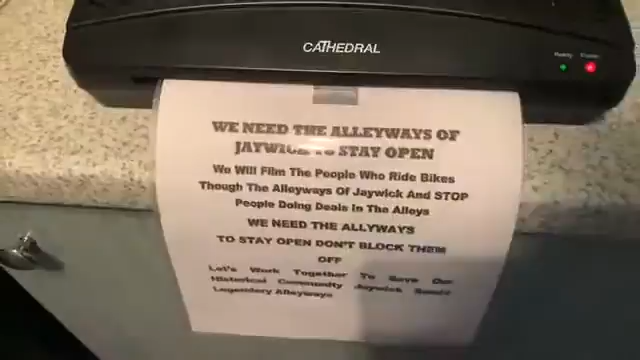 CATHEDRAL
Ready Power
WE NEED THE ALLEYWAYS OF
JAYWICK TO STAY OPEN
We Will Film The People Who Ride Bikes
Though The Alleyways Of Jaywick And STOP
People Doing Deals In The Alleys
WE NEED THE ALLYWAYS
TO STAY OPEN DON'T BLOCK THEM
OFF
Let's Work Together To Save Our
Historical Community Jaywick Sands
Legendary Alleyways